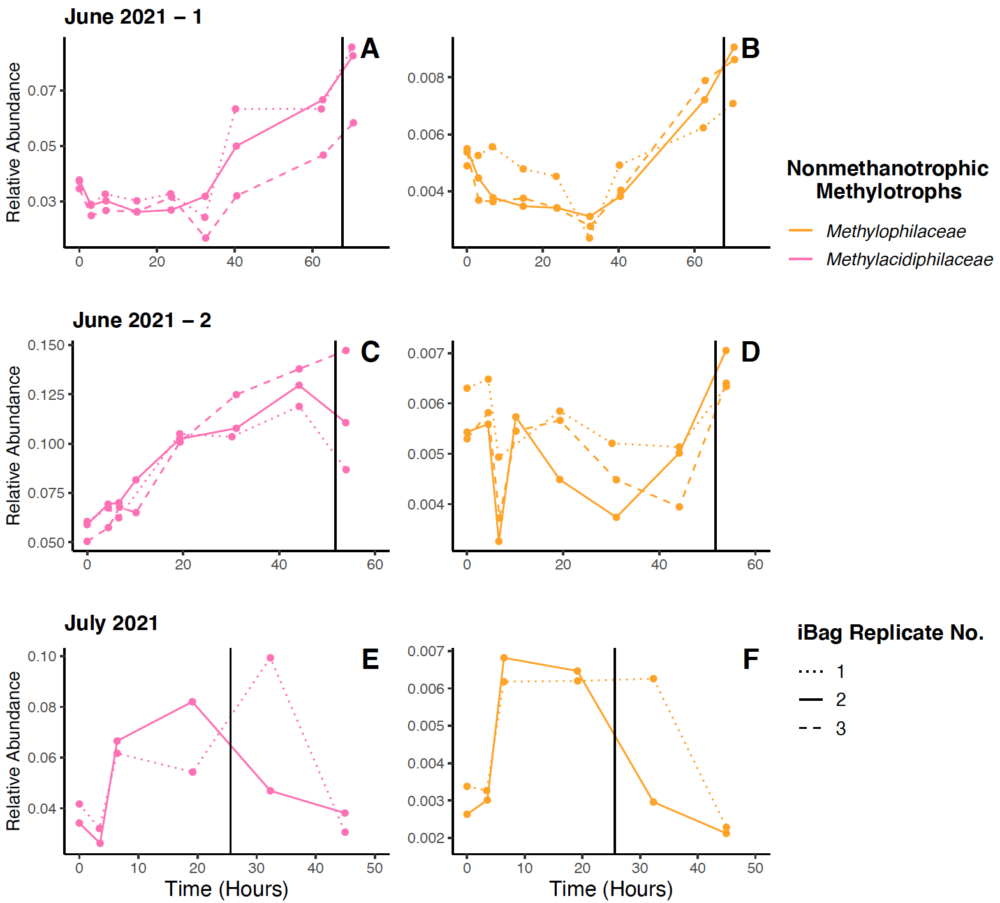 June 2021 – 1
A
B
Relative Abundance
0.07
0.05
0.03
0 20 40 60
0.008
0.006
0.004
0 20 40 60
Nonmethanotrophic
Methylotrophs
Methylophilaceae
Methylacidiphilaceae
June 2021 – 2
C
D
Relative Abundance
0.150
0.125
0.100
0.075
0.050
0 20 40 60
0.007
0.006
0.005
0.004
0 20 40 60
July 2021
E
F
Relative Abundance
0.10
0.08
0.06
0.04
0 10 20 30 40 50
Time (Hours)
0.007
0.006
0.005
0.004
0.003
0.002
0 10 20 30 40 50
Time (Hours)
iBag Replicate No.
1
2
3